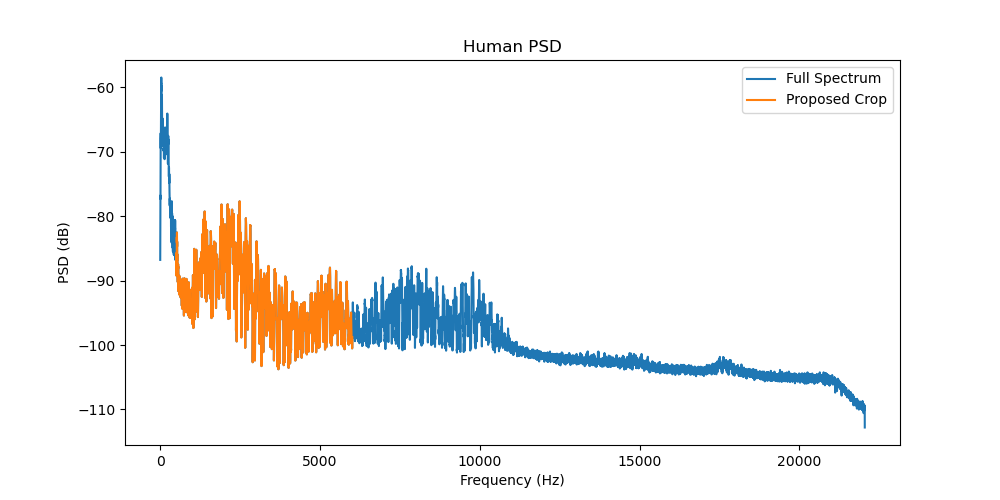 Human PSD
Full Spectrum
Proposed Crop
PSD (dB)
−60
−70
−80
−90
−100
−110
0
5000
10000
15000
20000
Frequency (Hz)